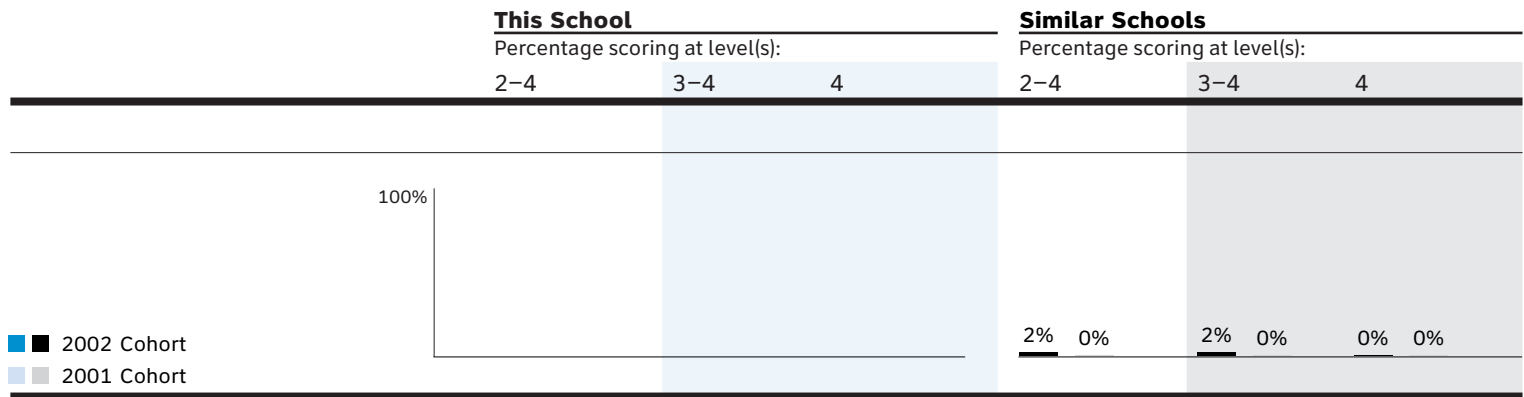 This School Similar Schools
Percentage scoring at level(s): Percentage scoring at level(s):
2–4 3–4 4 2–4 3–4 4
100%
2% 0% 2% 0% 0% 0%
2002 Cohort
2001 Cohort